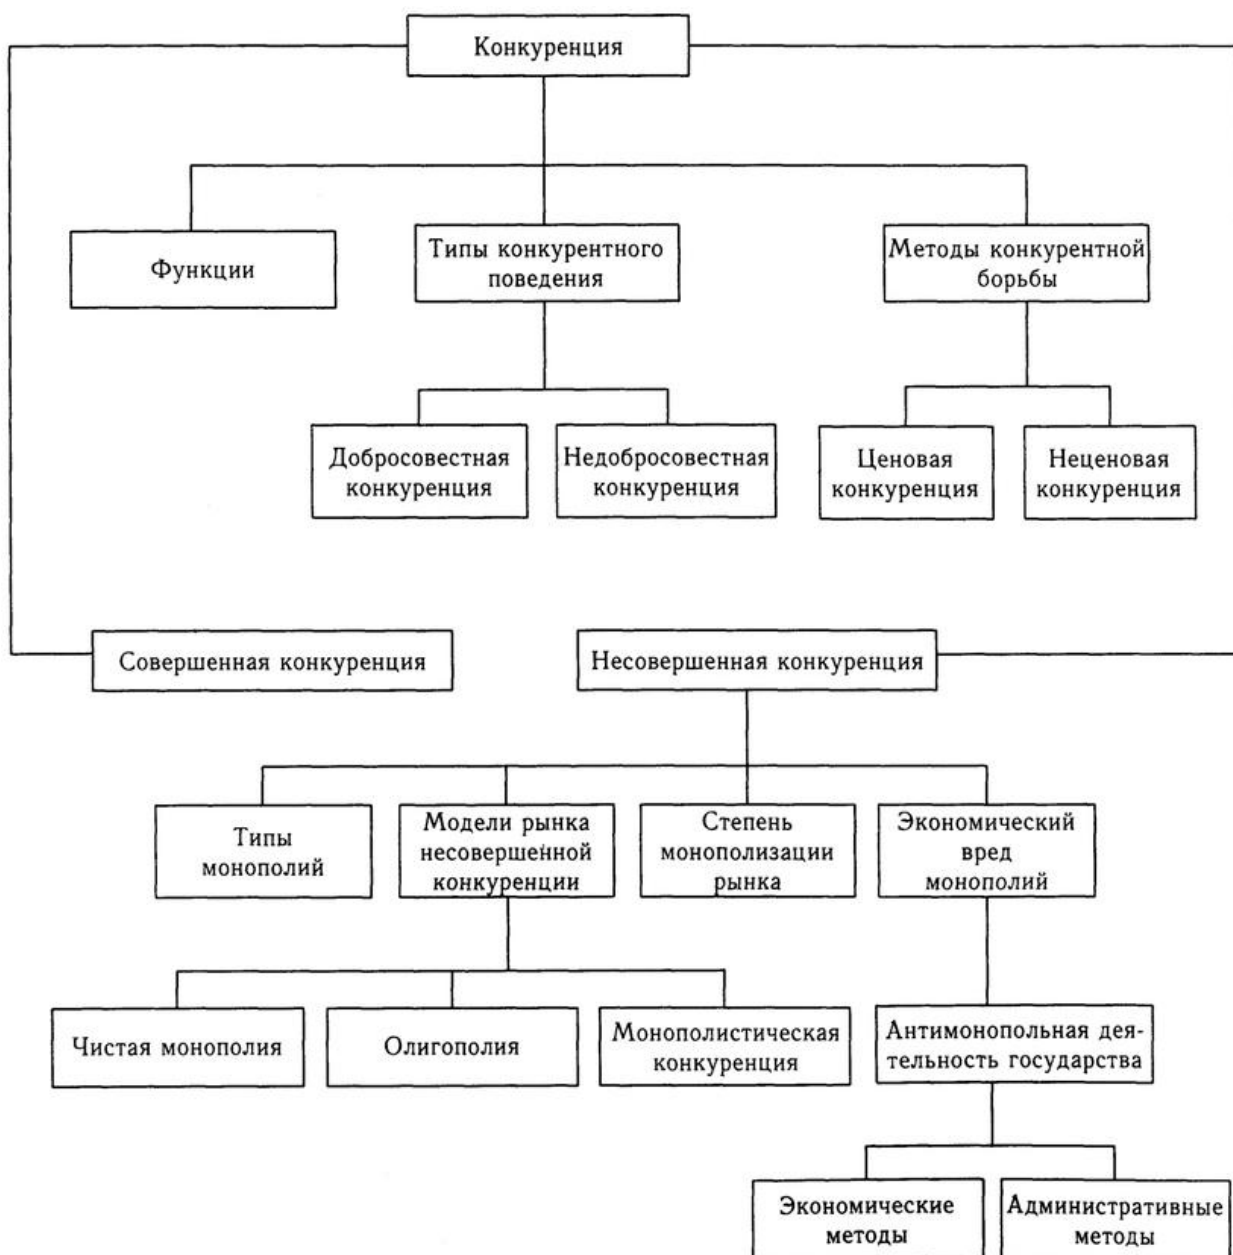 Конкуренция
Функции
Типы конкурентного
поведения
Методы конкурентной
борьбы
Добросовестная
конкуренция
Недобросовестная
конкуренция
Ценовая
конкуренция
Неценовая
конкуренция
Совершенная конкуренция
Несовершенная конкуренция
Типы
монополий
Модели рынка
несовершенной
конкуренции
Степень
монополизации
рынка
Экономический
вред
монополий
Чистая монополия
Олигополия
Монополистическая
конкуренция
Антимонопольная дея-
тельность государства
Экономические
методы
Административные
методы